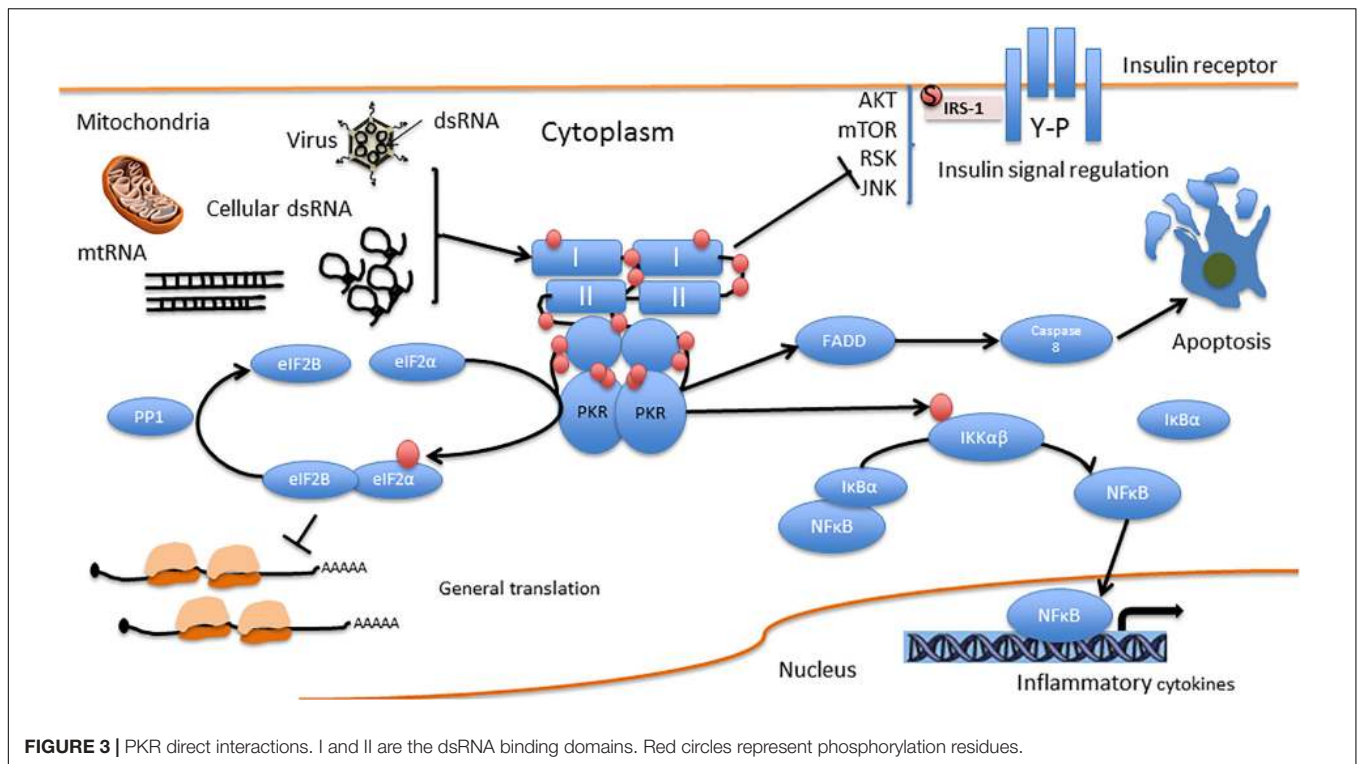 Insulin receptor
AKT
mTOR
RSK
JNK
S
IRS-1
Y-P
Insulin signal regulation
Mitochondria
Virus
dsRNA
Cytoplasm
Cellular dsRNA
mtRNA
I
I
II
II
eIF2B
eIF2α
PP1
PKR
PKR
FADD
Caspase
8
Apoptosis
eIF2B
eIF2α
IKKαβ
IκBα
IκBα
NFκB
NFκB
AAAAA
General translation
AAAAA
NFκB
Nucleus
Inflammatory cytokines
FIGURE 3 | PKR direct interactions. I and II are the dsRNA binding domains. Red circles represent phosphorylation residues.